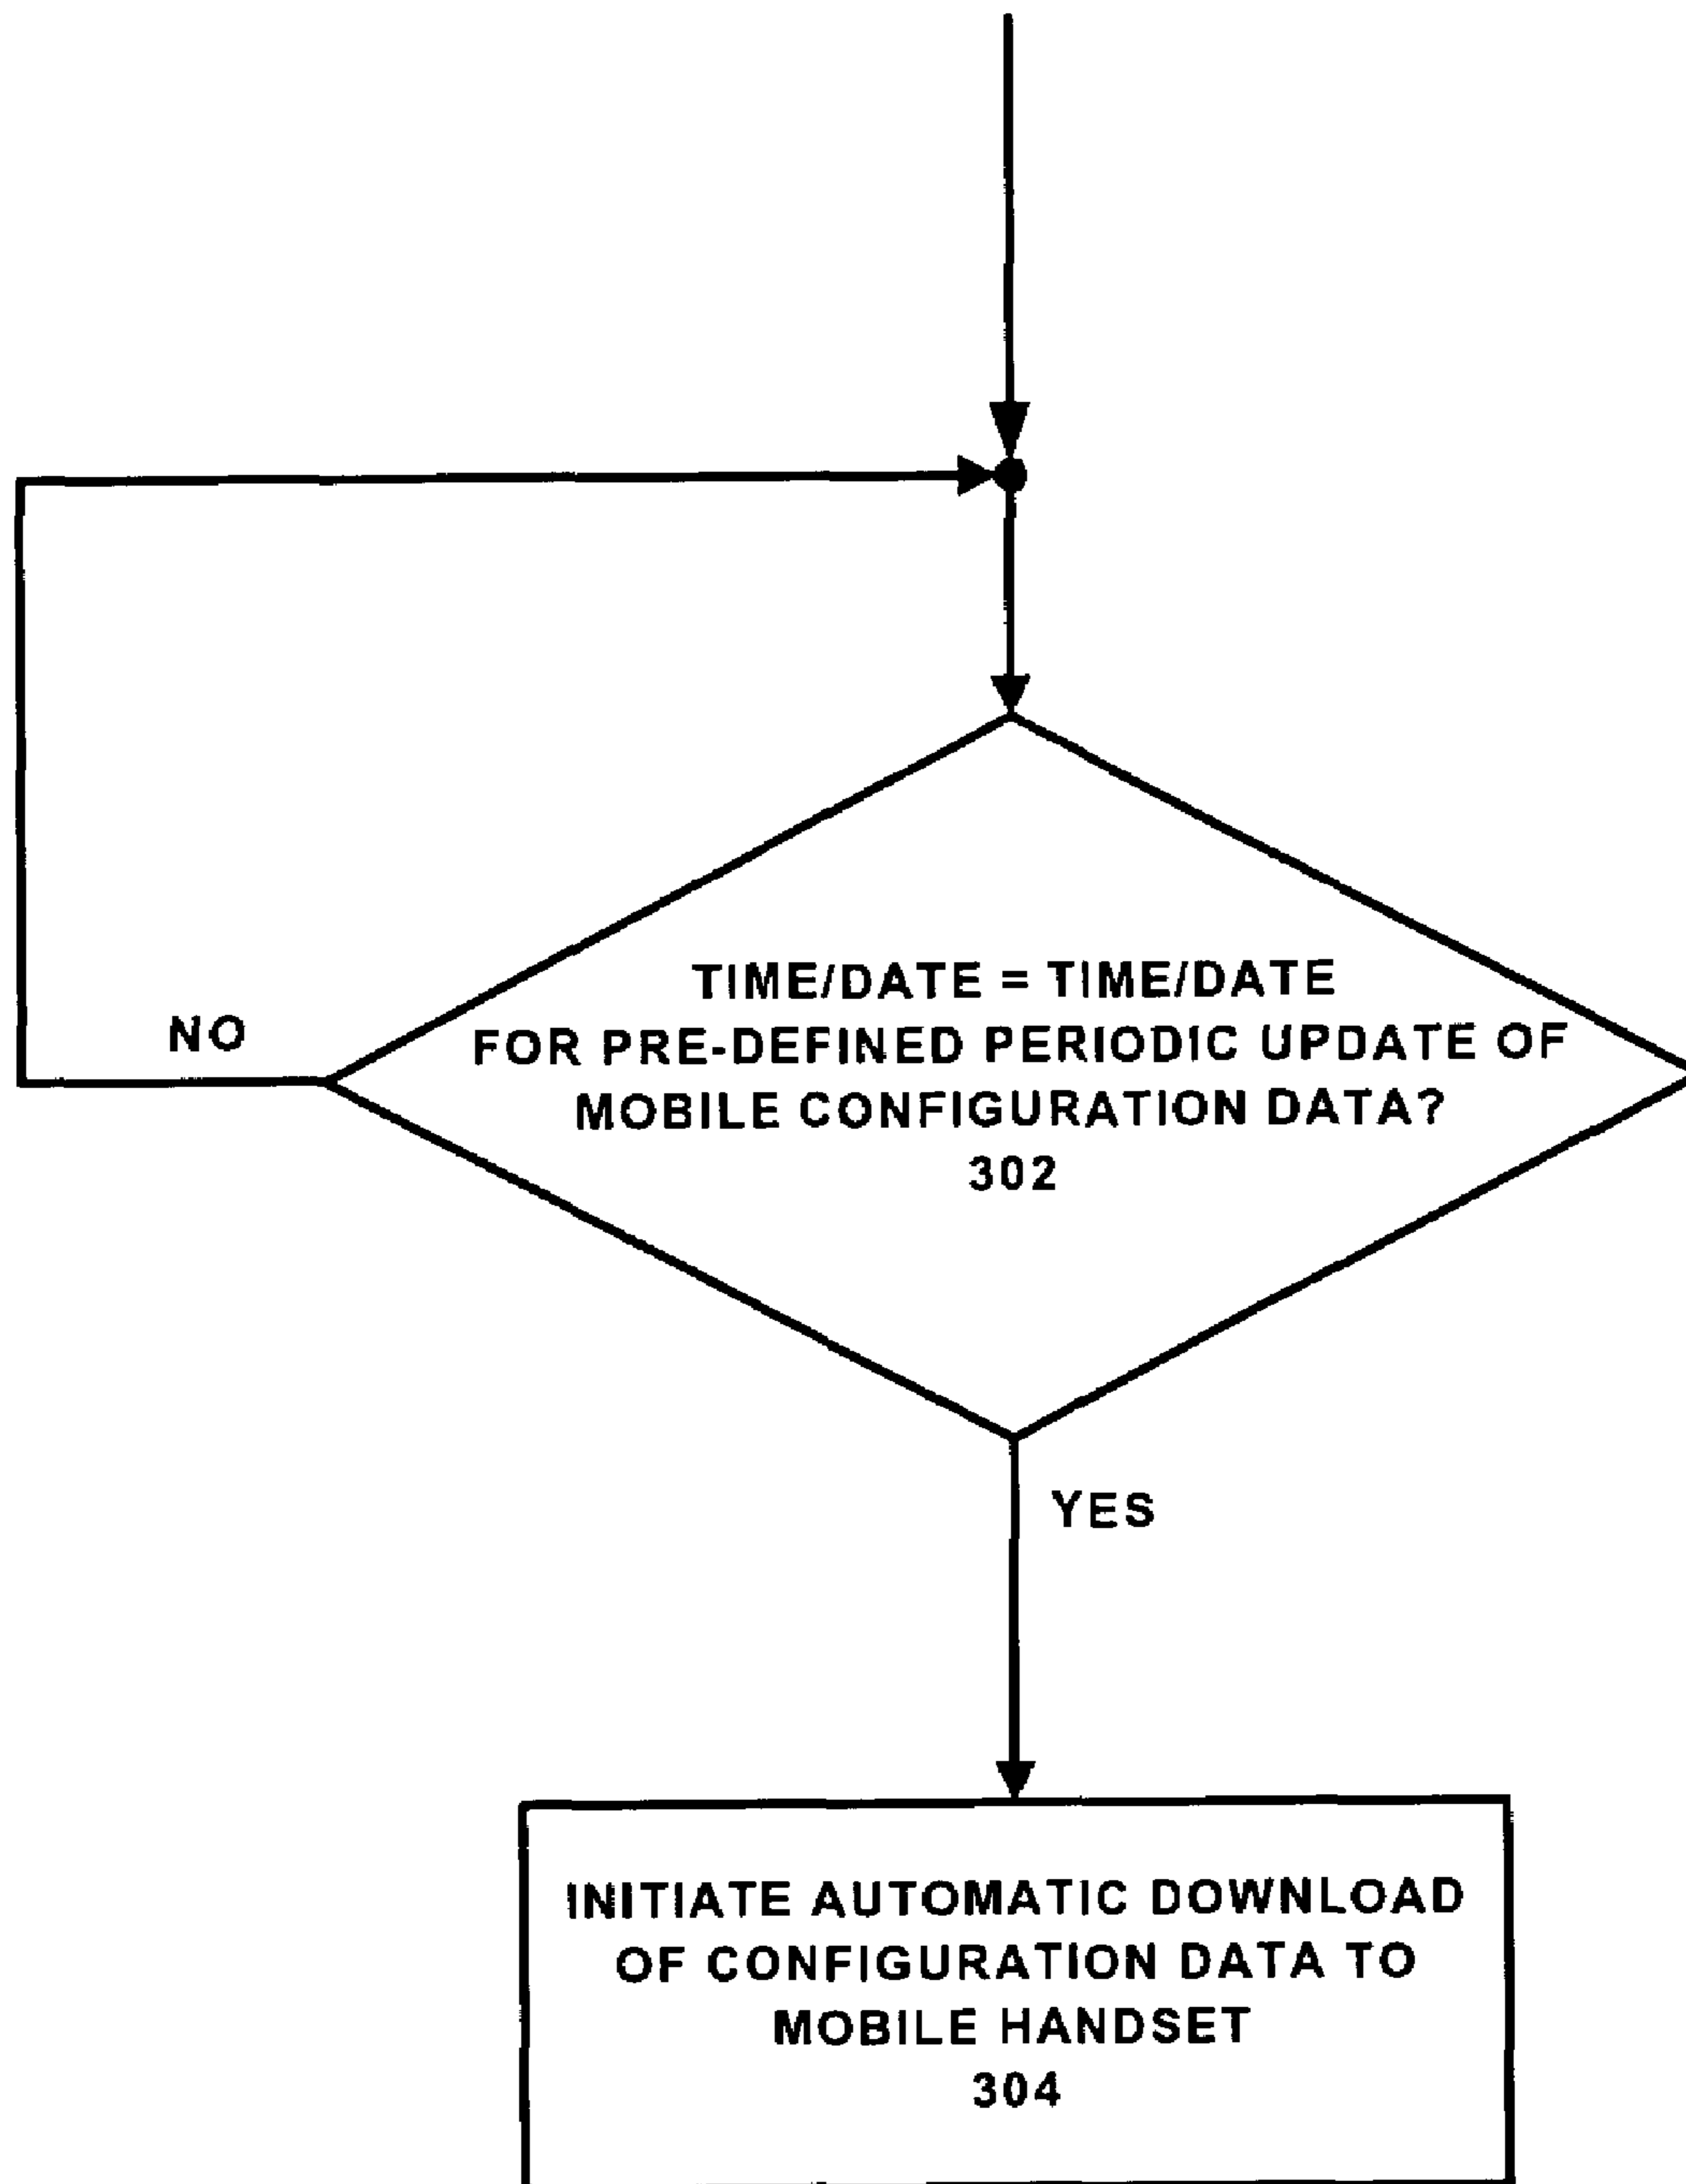 TIME/DATE = TIME/DATE
FOR PRE-DEFINED PERIODIC UPDATE OF
MOBILE CONFIGURATION DATA?
302
NO
YES
INITIATE AUTOMATIC DOWNLOAD
OF CONFIGURATION DATA TO
MOBILE HANDSET
304